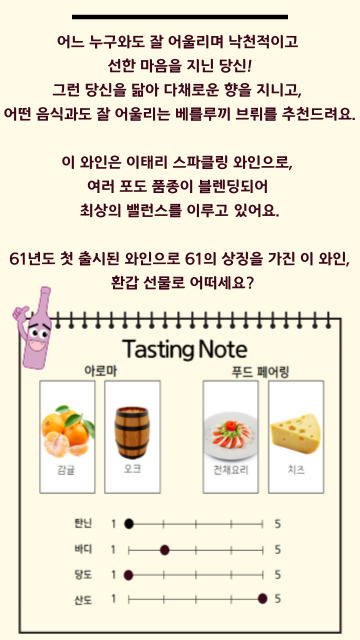 어느 누구와도 잘 어울리며 낙천적이고
선한 마음을 지닌 당신!
그런 당신을 닮아 다채로운 향을 지니고,
어떤 음식과도 잘 어울리는 베를루끼 브뤼를 추천드려요.
이 와인은 이태리 스파클링 와인으로,
여러 포도 품종이 블렌딩되어
최상의 밸런스를 이루고 있어요.
61년도 첫 출시된 와인으로 61의 상징을 가진 이 와인,
환갑 선물로 어떠세요?
Tasting Note
아로마 푸드 페어링
감귤 오크 전채요리 치즈
탄닌 1 5
바디 1 5
당도 1 5
산도 1 5